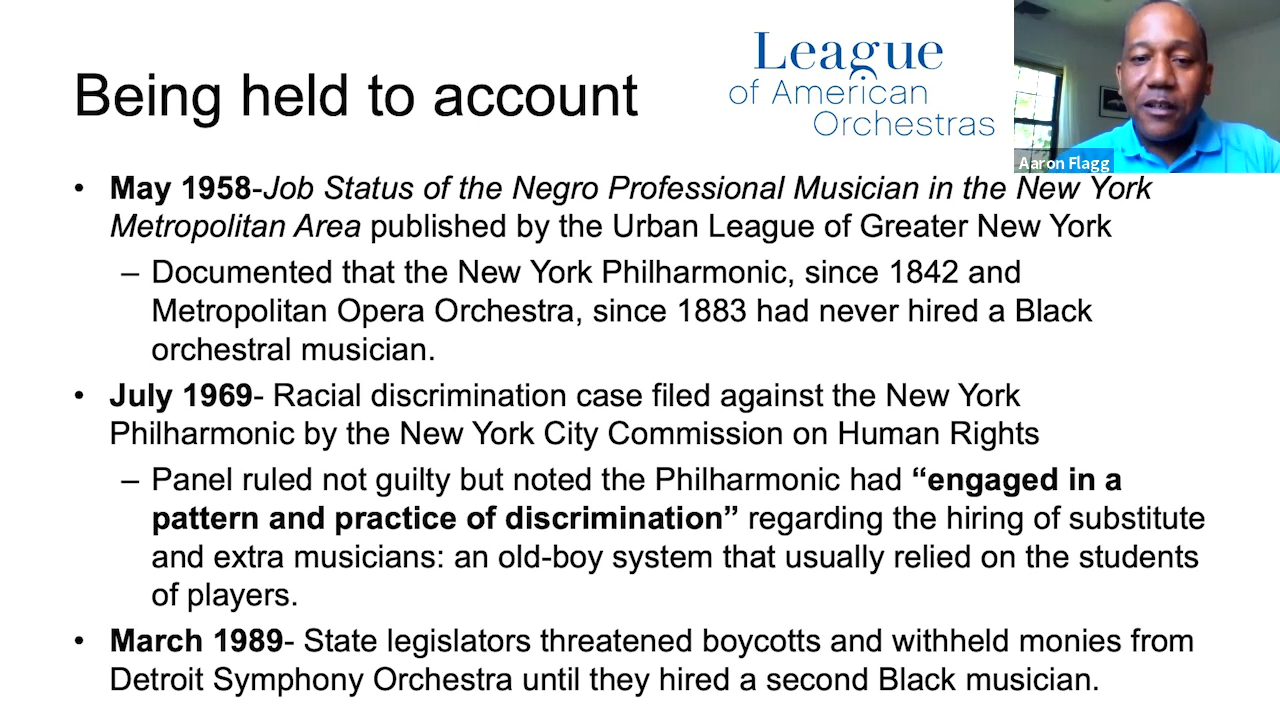 Being held to account
League
of American
Orchestras
Aaron Flagg
• May 1958-Job Status of the Negro Professional Musician in the New York
Metropolitan Area published by the Urban League of Greater New York
– Documented that the New York Philharmonic, since 1842 and
Metropolitan Opera Orchestra, since 1883 had never hired a Black
orchestral musician.
• July 1969- Racial discrimination case filed against the New York
Philharmonic by the New York City Commission on Human Rights
– Panel ruled not guilty but noted the Philharmonic had “engaged in a
pattern and practice of discrimination” regarding the hiring of substitute
and extra musicians: an old-boy system that usually relied on the students
of players.
• March 1989- State legislators threatened boycotts and withheld monies from
Detroit Symphony Orchestra until they hired a second Black musician.